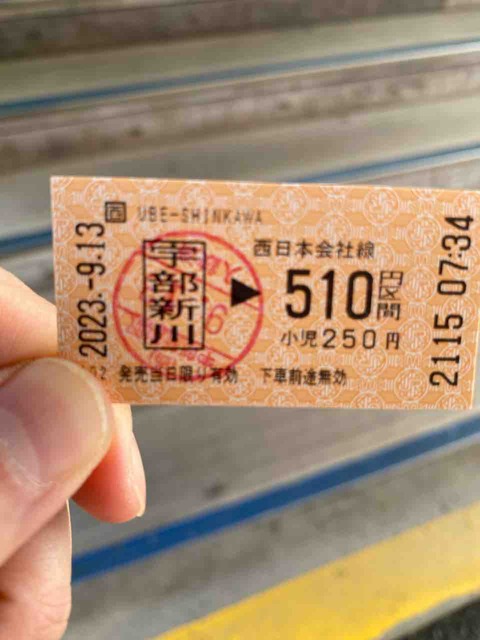 回 UBE-SHINKAWA
西日本会社線
宇部新川
▶ 510円区間
小児250円
発売当日限り有効 下車前途無効
2023.-9.13
2115 07:34